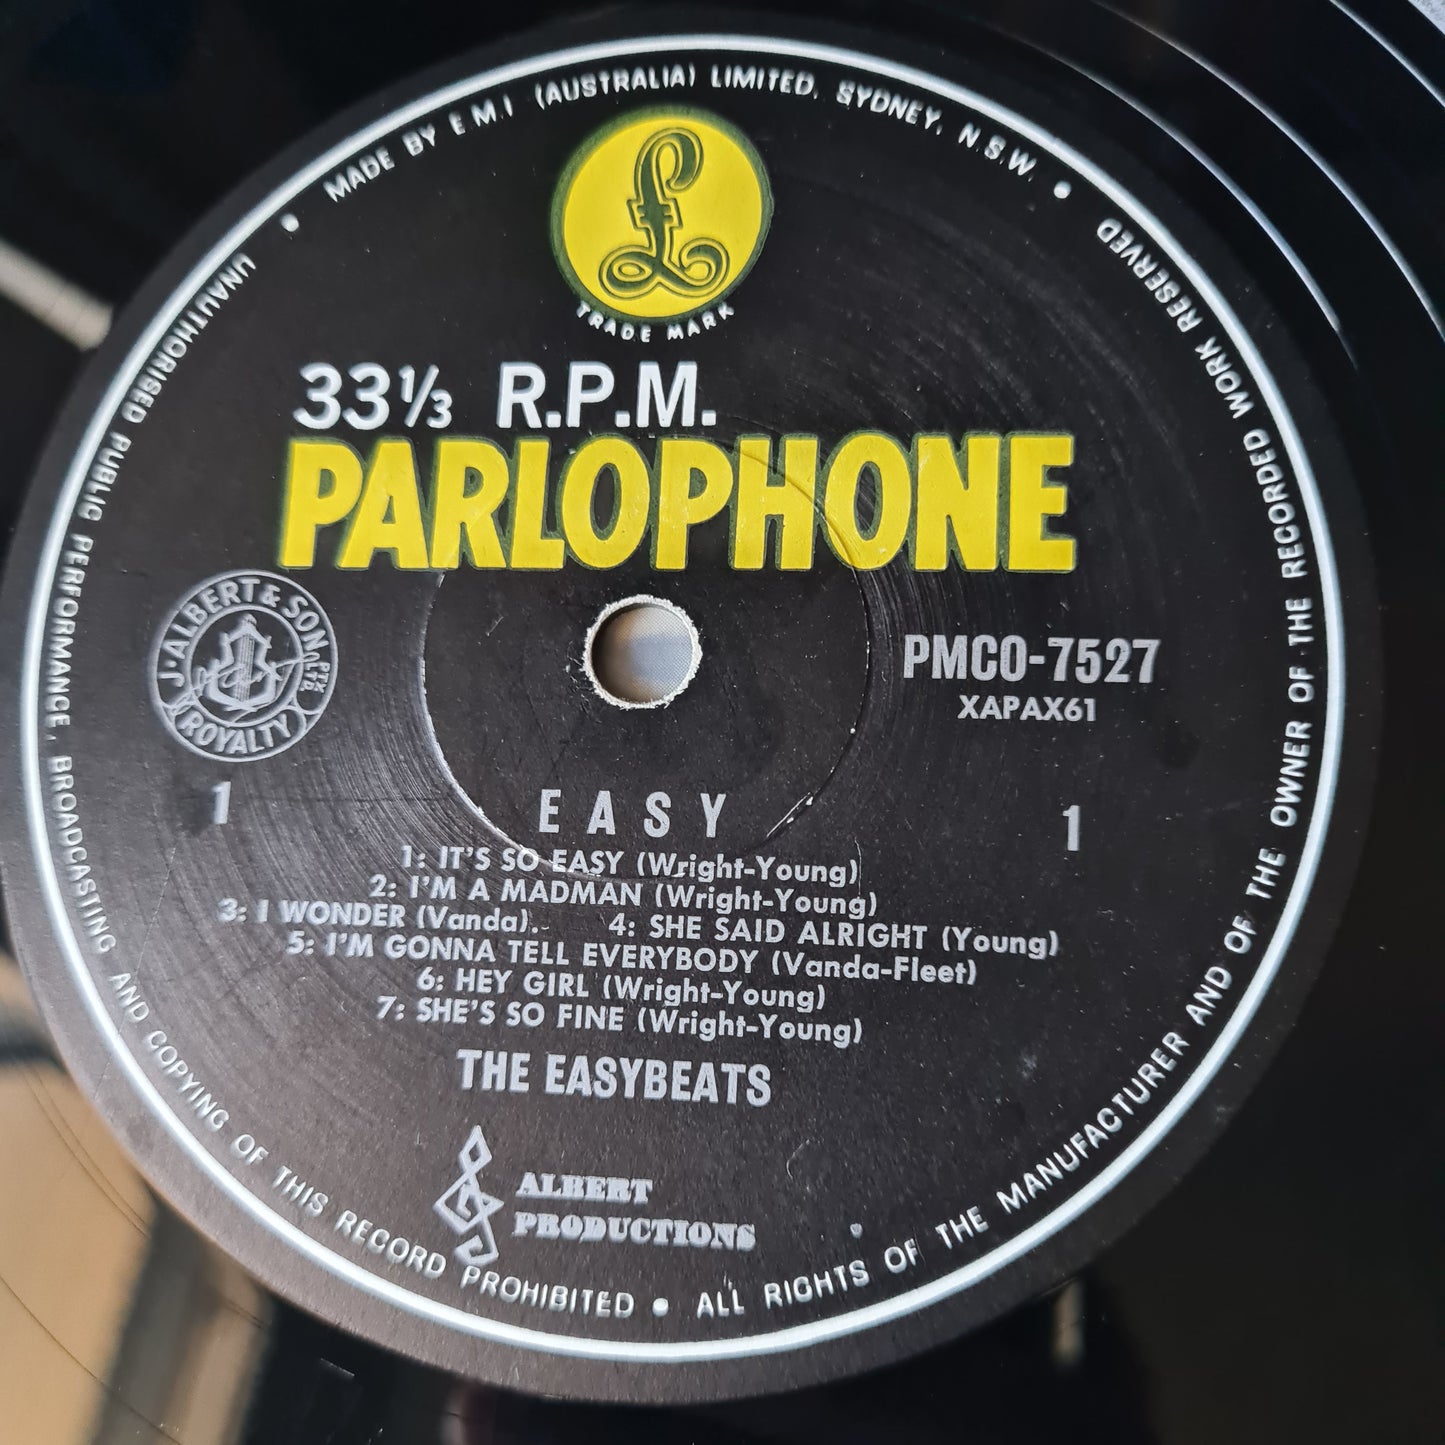 MADE BY E.M.I (AUSTRALIA) LIMITED, SYDNEY, N.S.W.
£
TRADE MARK
33 1/3 R.P.M.
PARLOPHONE
J. ALBERT & SON PTY. LTD.
ROYALTY
PMCO-7527
XAPAX61
1
1
EASY
1: IT'S SO EASY (Wright-Young)
2: I'M A MADMAN (Wright-Young)
3: I WONDER (Vanda).. 4: SHE SAID ALRIGHT (Young)
5: I'M GONNA TELL EVERYBODY (Vanda-Fleet)
6: HEY GIRL (Wright-Young)
7: SHE'S SO FINE (Wright-Young)
THE EASYBEATS
ALBERT
PRODUCTIONS
UNAUTHORISED PUBLIC PERFORMANCE, BROADCASTING AND COPYING OF THIS RECORD PROHIBITED • ALL RIGHTS OF THE MANUFACTURER AND OF THE OWNER OF THE RECORDED WORK RESERVED